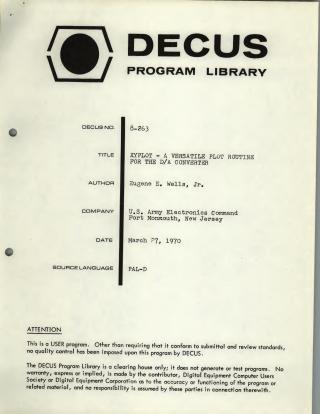 DECUS
PROGRAM LIBRARY
DECUS NO. 8-263
TITLE XYPLOT - A VERSATILE PLOT ROUTINE
FOR THE D/A CONVERTER
AUTHOR Eugene E. Wells, Jr.
COMPANY U.S. Army Electronics Command
Fort Monmouth, New Jersey
DATE March 27, 1970
SOURCE LANGUAGE PAL-D
ATTENTION
This is a USER program. Other than requiring that it conform to submittal and review standards,
no quality control has been imposed upon this program by DECUS.
The DECUS Program Library is a clearing house only; it does not generate or test programs. No
warranty, express or implied, is made by the contributor, Digital Equipment Computer Users
Society or Digital Equipment Corporation as to the accuracy or functioning of the program or
related material, and no responsibility is assumed by these parties in connection therewith.